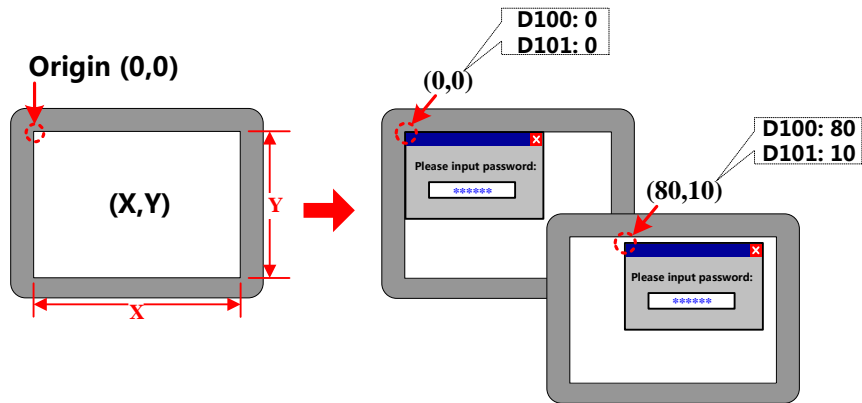 Origin (0,0)
(X,Y)
Y
X
D100: 0
D101: 0
(0,0)
X
Please input password:
******
D100: 80
D101: 10
(80,10)
X
Please input password:
******